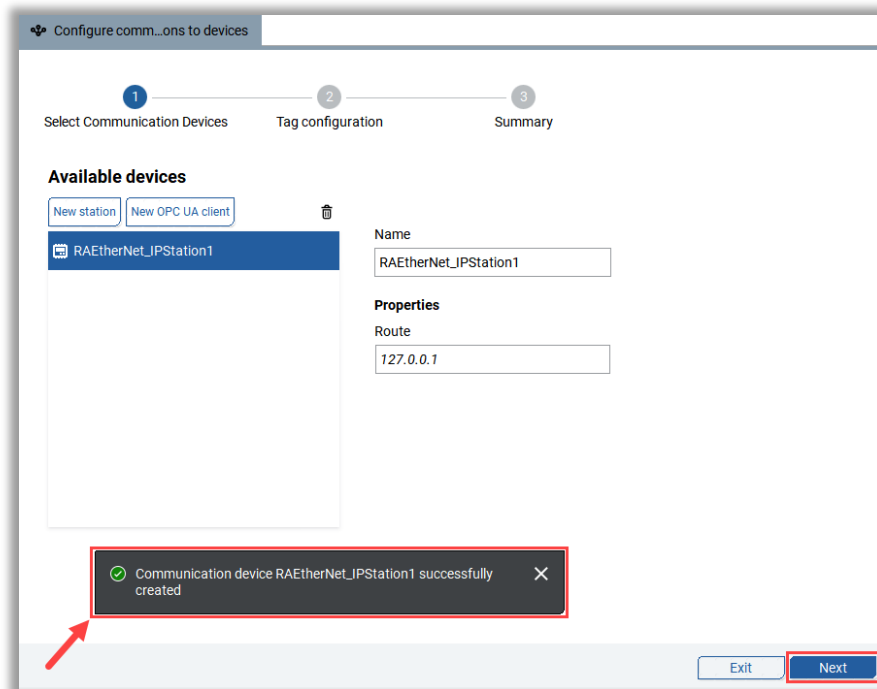 Configure comm...ons to devices
1
2
3
Select Communication Devices
Tag configuration
Summary
Available devices
New station
New OPC UA client
RAEtherNet_IPStation1
Name
RAEtherNet_IPStation1
Properties
Route
127.0.0.1
Communication device RAEtherNet_IPStation1 successfully
created
Exit
Next